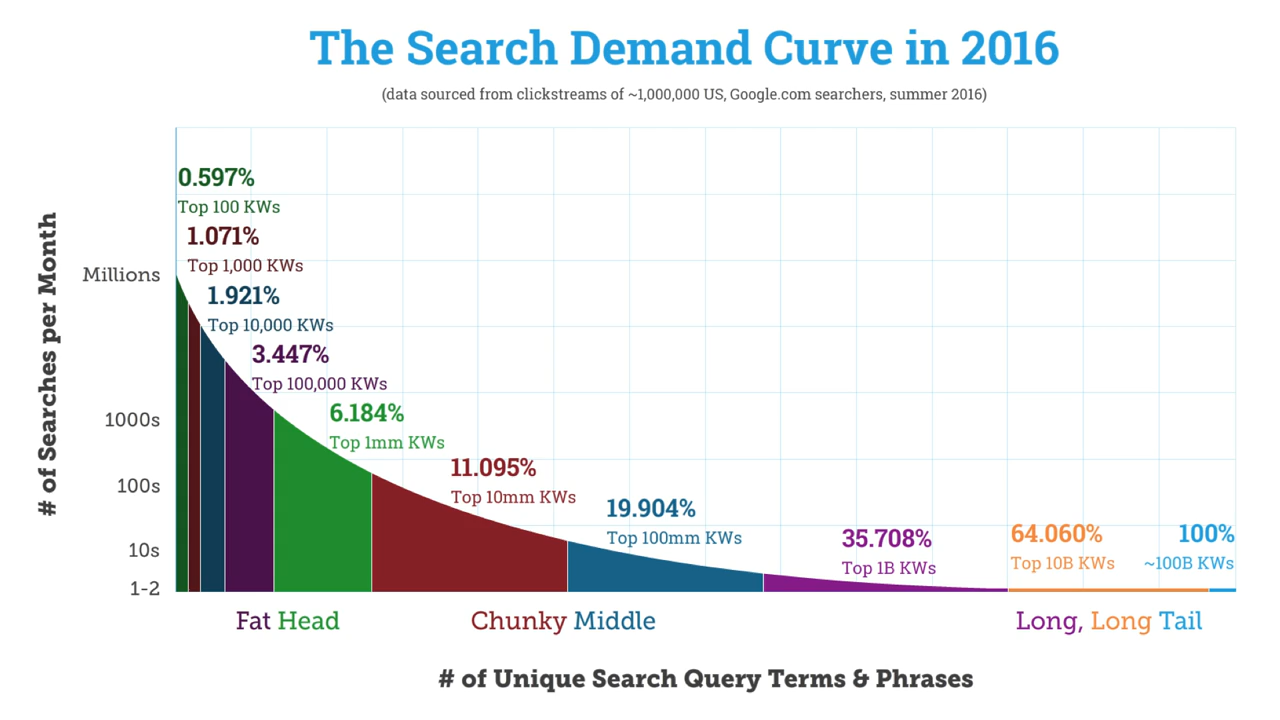 The Search Demand Curve in 2016
(data sourced from clickstreams of ~1,000,000 US, Google.com searchers, summer 2016)
# of Searches per Month
Millions
1000s
100s
10s
1-2
0.597%
Top 100 KWs
1.071%
Top 1,000 KWs
1.921%
Top 10,000 KWs
3.447%
Top 100,000 KWs
6.184%
Top 1mm KWs
11.095%
Top 10mm KWs
19.904%
Top 100mm KWs
35.708%
Top 1B KWs
64.060%
Top 10B KWs
100%
~100B KWs
Fat Head
Chunky Middle
Long, Long Tail
# of Unique Search Query Terms & Phrases